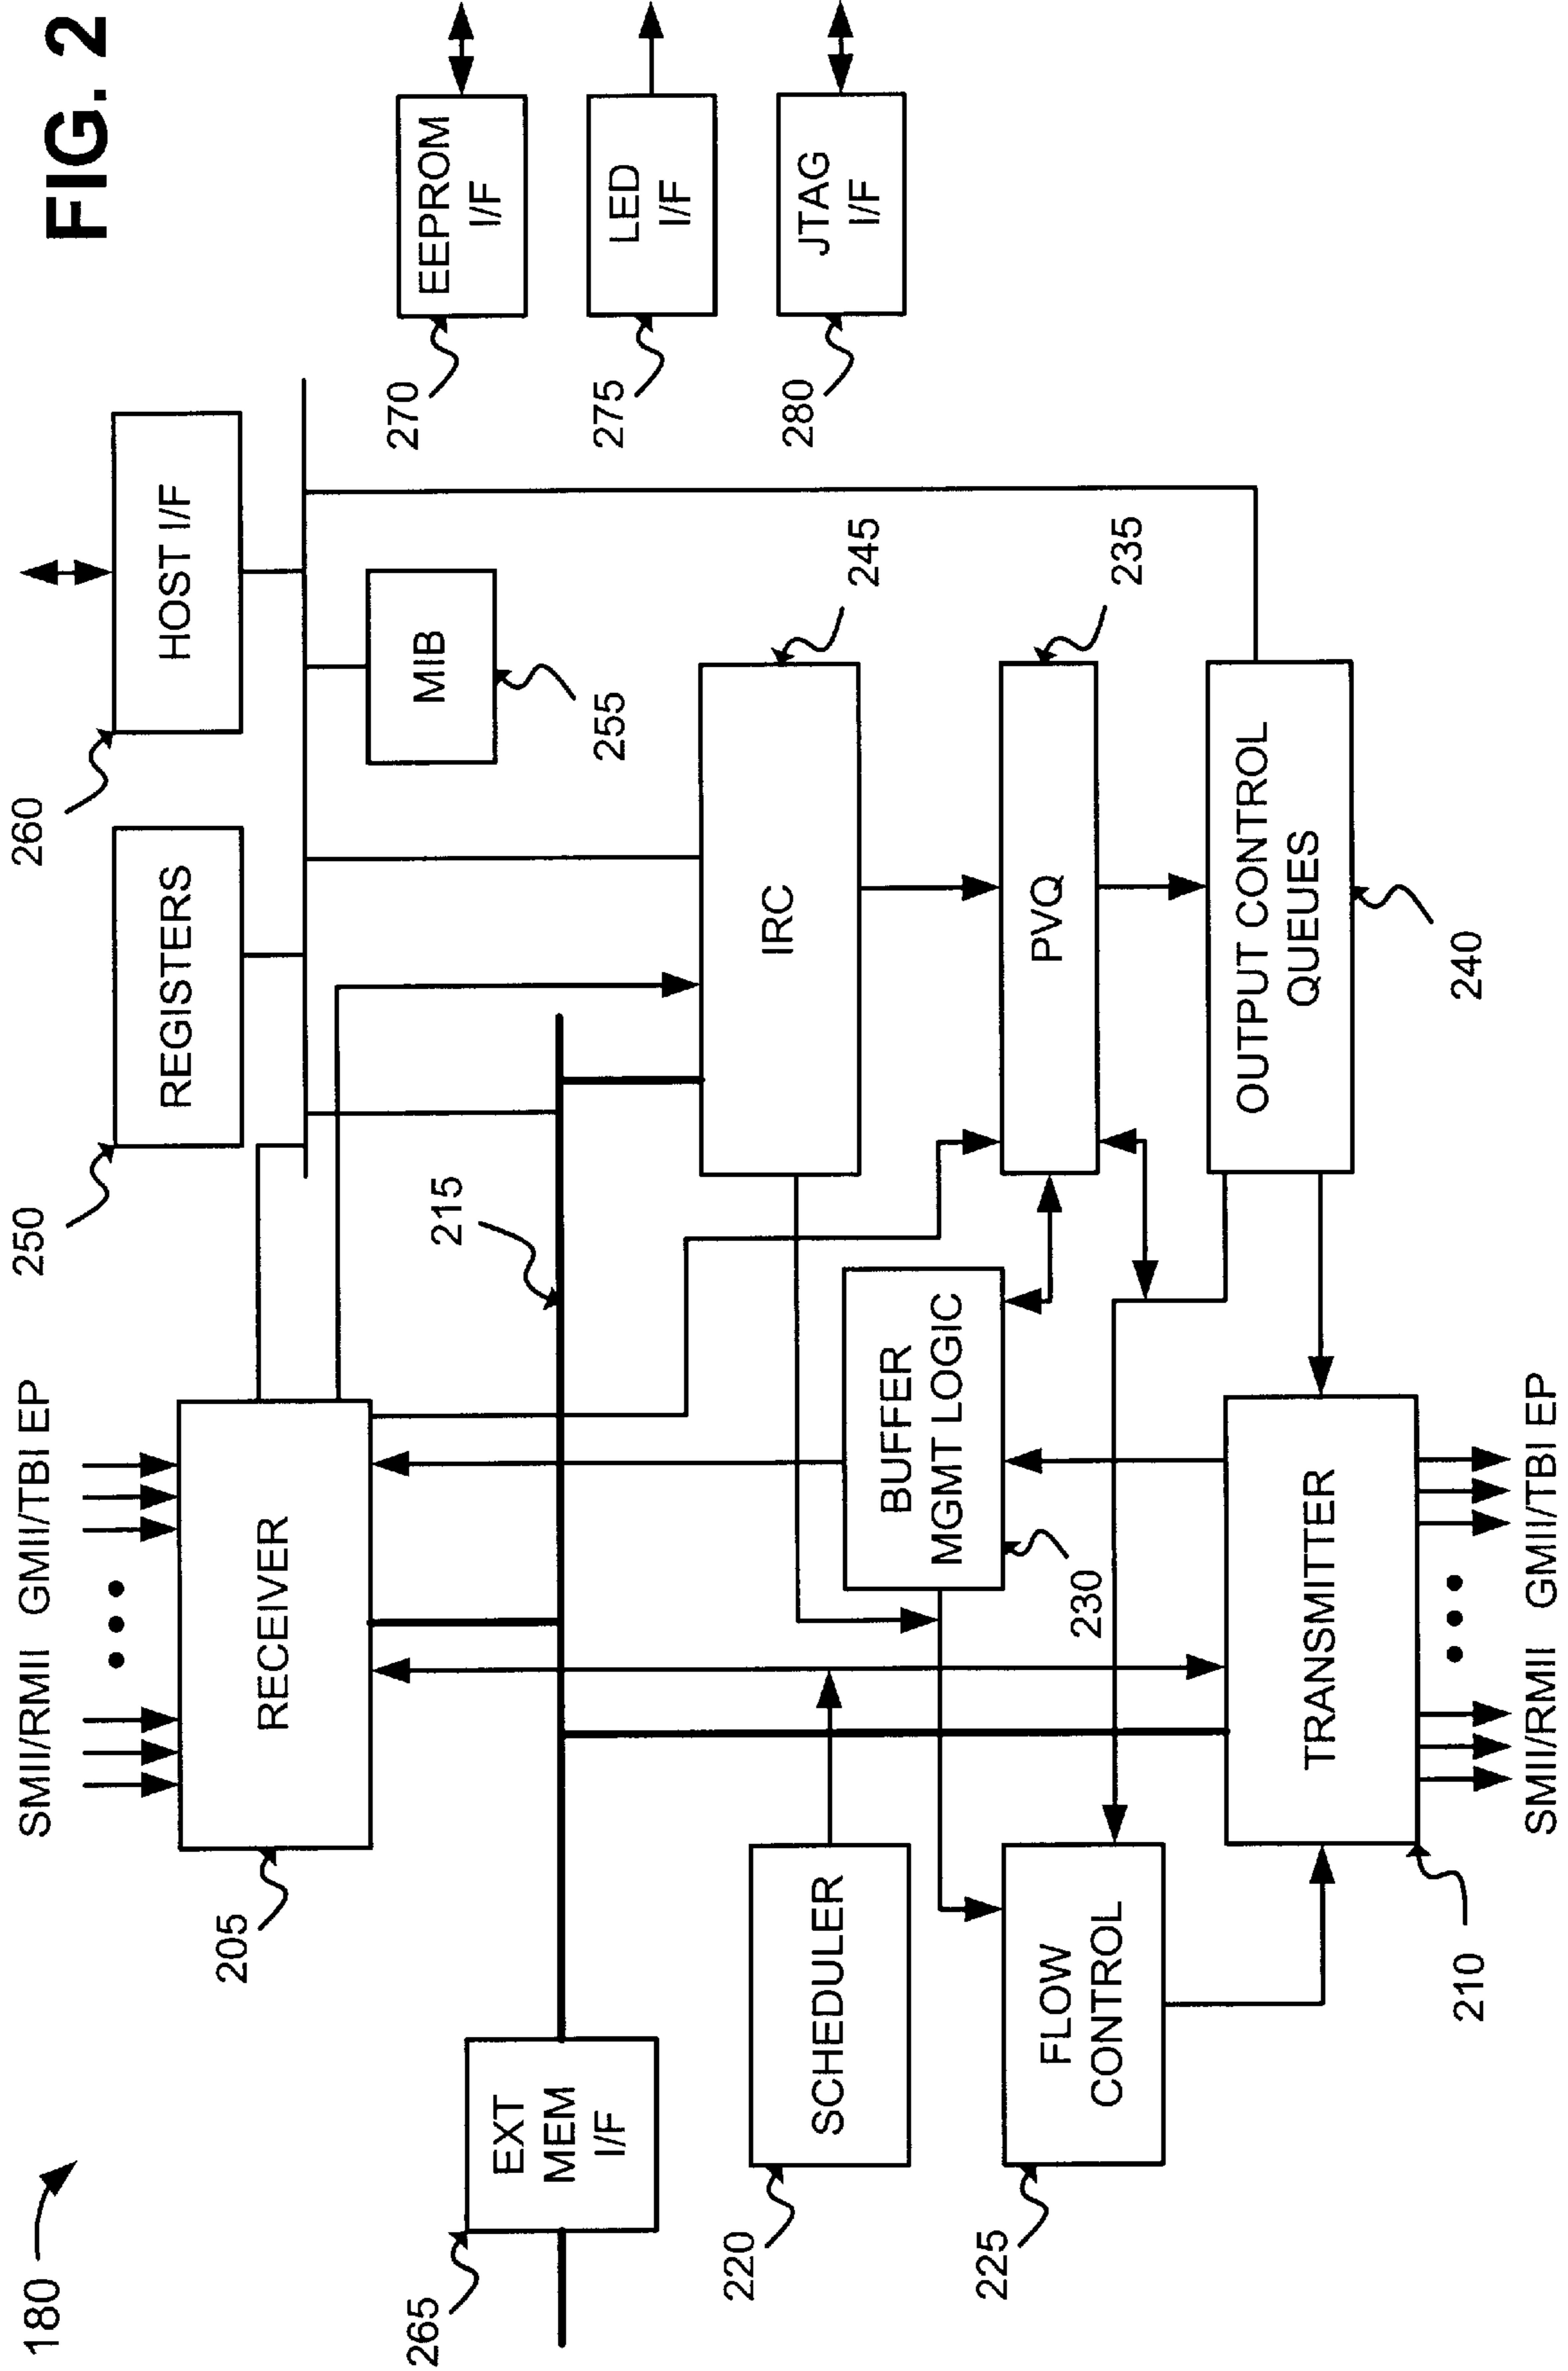 FIG. 2
180
SMII/RMII GMII/TBI EP
250
260
REGISTERS
HOST I/F
205
RECEIVER
MIB
255
EEPROM
I/F
270
265
EXT
MEM
I/F
215
LED
I/F
275
IRC
245
JTAG
I/F
280
220
SCHEDULER
BUFFER
MGMT LOGIC
230
PVQ
235
225
FLOW
CONTROL
OUTPUT CONTROL
QUEUES
240
TRANSMITTER
210
SMII/RMII GMII/TBI EP